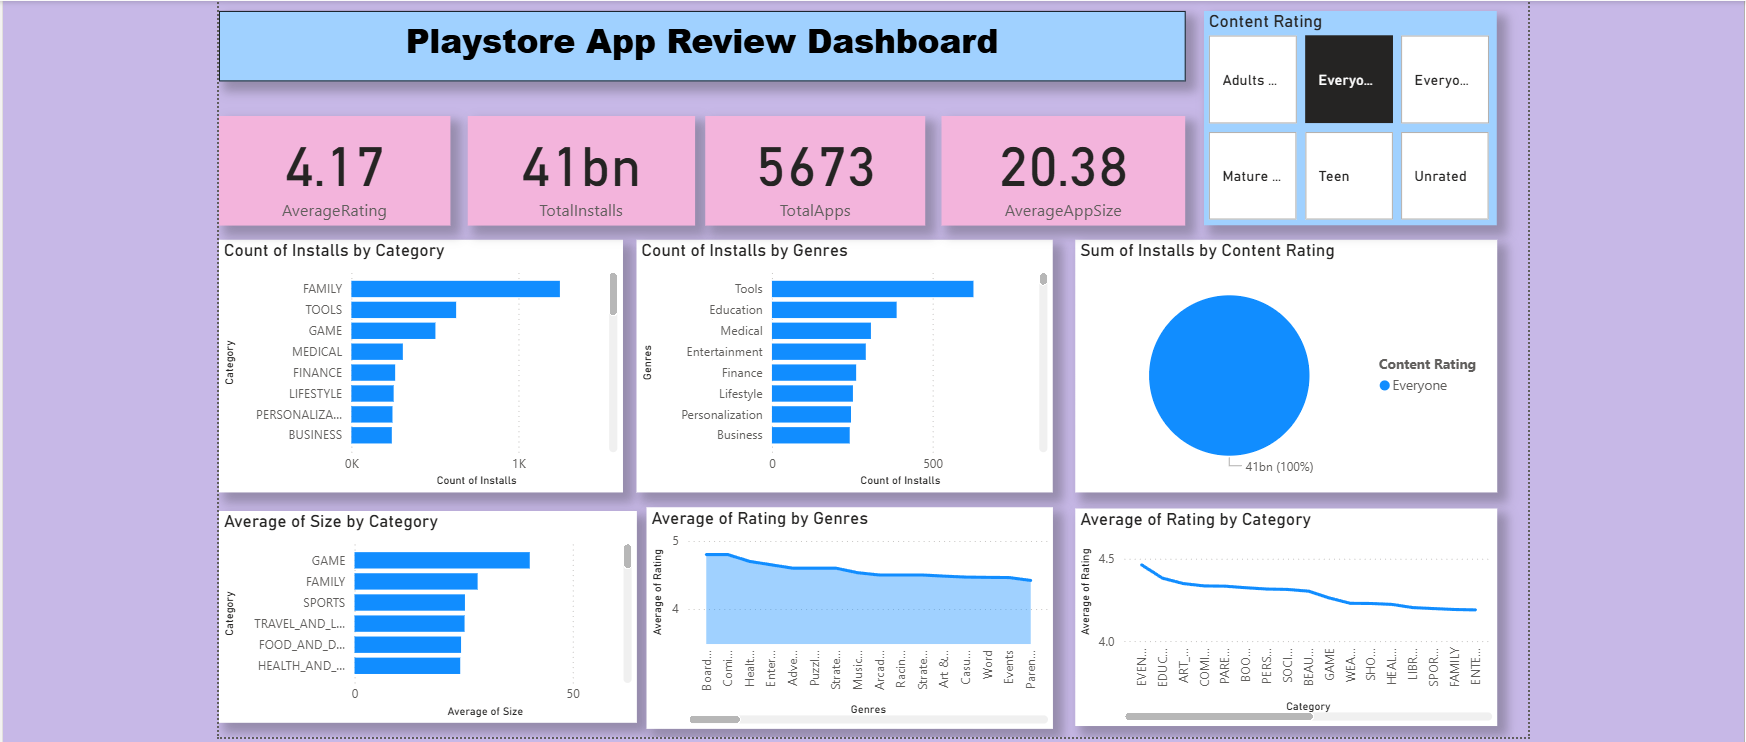 Playstore App Review Dashboard
Content Rating
Adults ...
Everyo...
Everyo...
Mature ...
Teen
Unrated
4.17
AverageRating
41bn
TotalInstalls
5673
TotalApps
20.38
AverageAppSize
Count of Installs by Category
Category
FAMILY
TOOLS
GAME
MEDICAL
FINANCE
LIFESTYLE
PERSONALIZA...
BUSINESS
0K
1K
Count of Installs
Count of Installs by Genres
Genres
Tools
Education
Medical
Entertainment
Finance
Lifestyle
Personalization
Business
0
500
Count of Installs
Sum of Installs by Content Rating
41bn (100%)
Content Rating
Everyone
Average of Size by Category
Category
GAME
FAMILY
SPORTS
TRAVEL_AND_L...
FOOD_AND_D...
HEALTH_AND_...
0
50
Average of Size
Average of Rating by Genres
Average of Rating
5
4
Board...
Comi...
Healt...
Enter...
Adve...
Puzzl...
Strate...
Music...
Arcad...
Racin...
Strate...
Art &...
Casu...
Word
Events
Paren...
Genres
Average of Rating by Category
Average of Rating
4.5
4.0
EVEN...
EDUC...
ART_...
COMI...
PARE...
BOO...
PERS...
SOCI...
BEAU...
GAME
WEA...
SHO...
HEAL...
LIBR...
SPOR...
FAMILY
ENTE...
Category